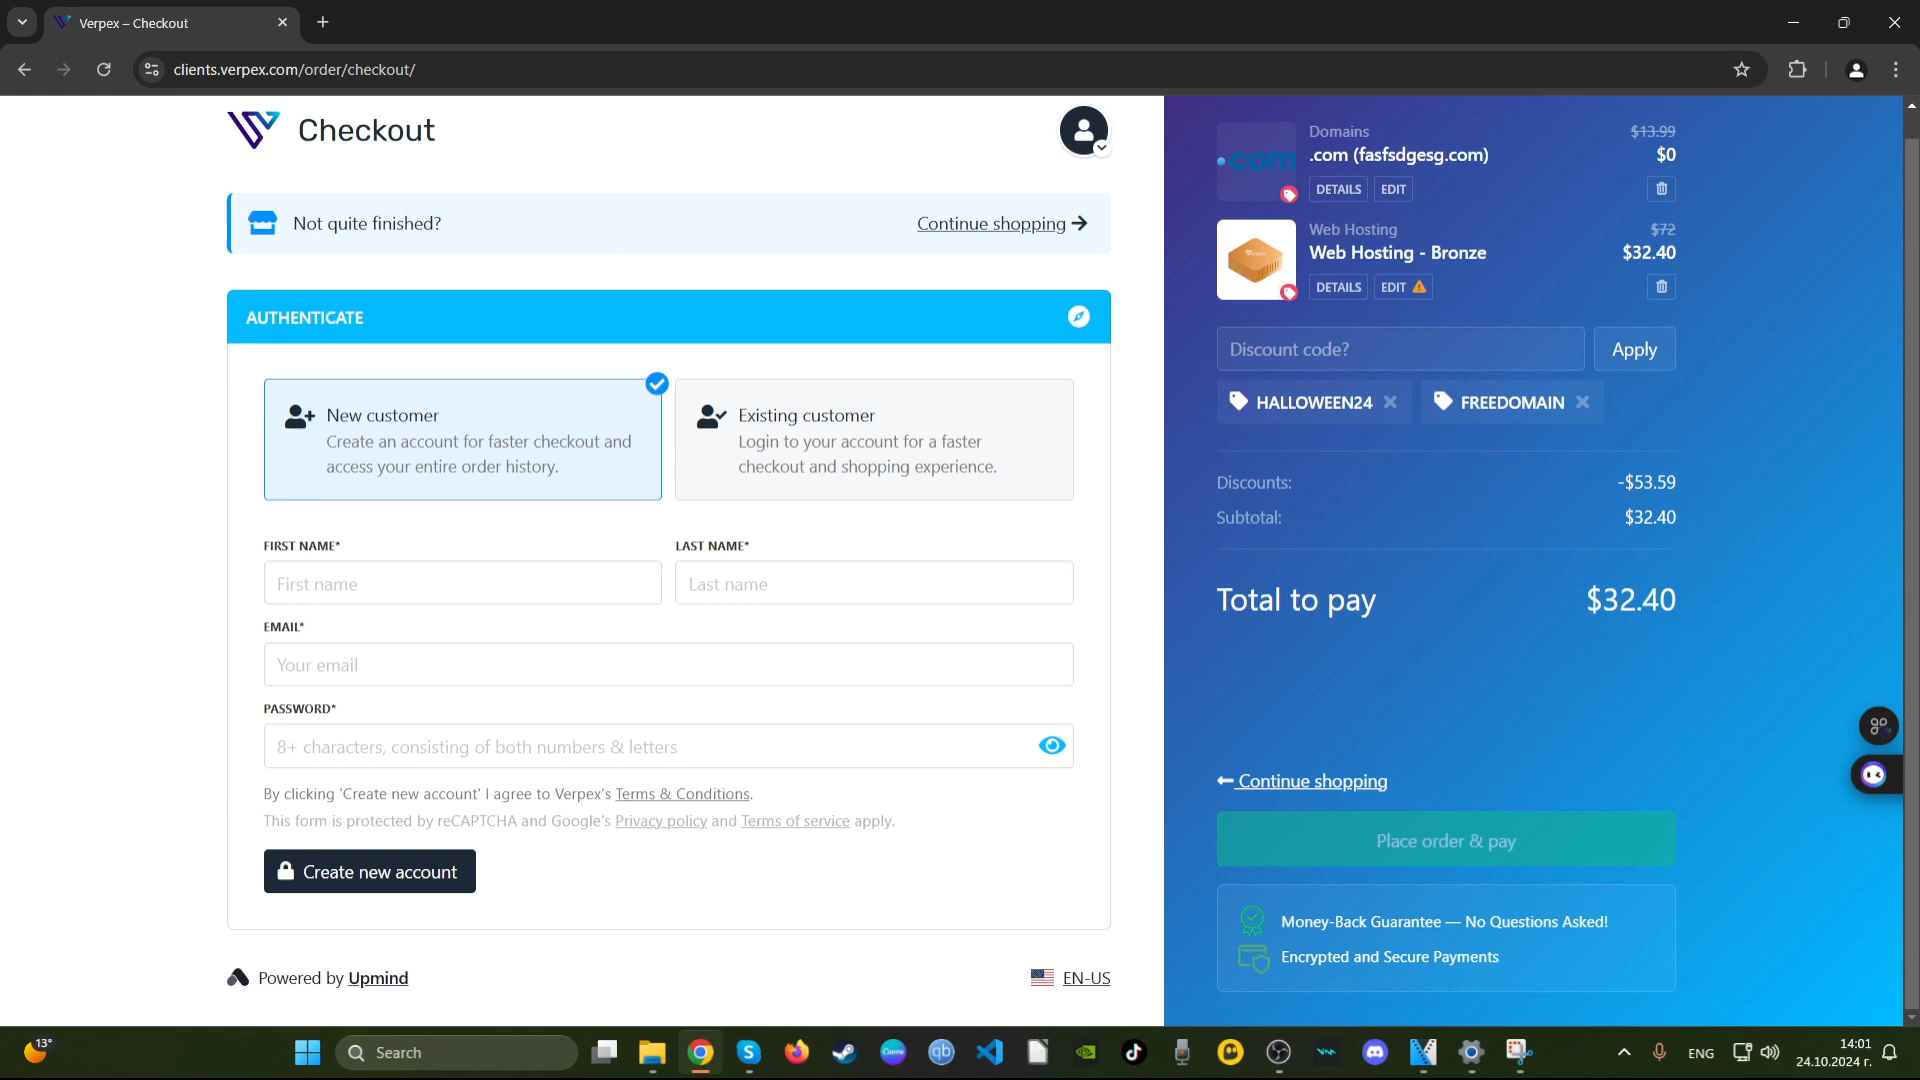 Verpex – Checkout
clients.verpex.com/order/checkout/
Checkout
Not quite finished?
Continue shopping
AUTHENTICATE
New customer
Create an account for faster checkout and
access your entire order history.
Existing customer
Login to your account for a faster
checkout and shopping experience.
FIRST NAME*
LAST NAME*
First name
Last name
EMAIL*
Your email
PASSWORD*
8+ characters, consisting of both numbers & letters
By clicking 'Create new account' I agree to Verpex's Terms & Conditions.
This form is protected by reCAPTCHA and Google's Privacy policy and Terms of service apply.
Create new account
Powered by Upmind
EN-US
.com
Domains
$13.99
.com (fasfsdgesg.com)
$0
DETAILS
EDIT
Web Hosting
$72
Web Hosting - Bronze
$32.40
DETAILS
EDIT
Discount code?
Apply
HALLOWEEN24
FREEDOMAIN
Discounts:
-$53.59
Subtotal:
$32.40
Total to pay
$32.40
Continue shopping
Place order & pay
Money-Back Guarantee — No Questions Asked!
Encrypted and Secure Payments
13°
Search
Canva
qb
ENG
14:01
24.10.2024 г.